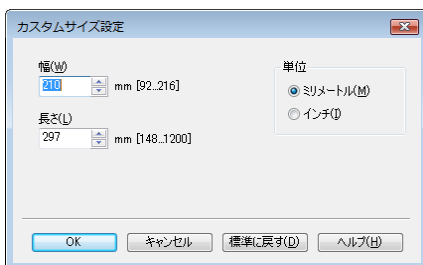 カスタムサイズ設定
幅(W)
210 mm [92..216]
長さ(L)
297 mm [148..1200]
単位
ミリメートル(M)
インチ(I)
OK キャンセル 標準に戻す(D) ヘルプ(H)